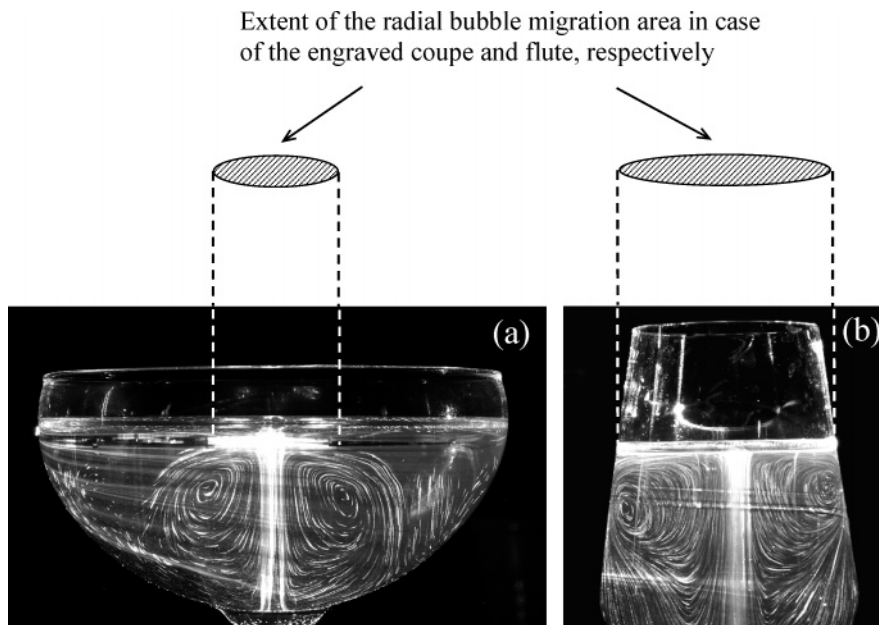 Extent of the radial bubble migration area in case
of the engraved coupe and flute, respectively
(a)
(b)